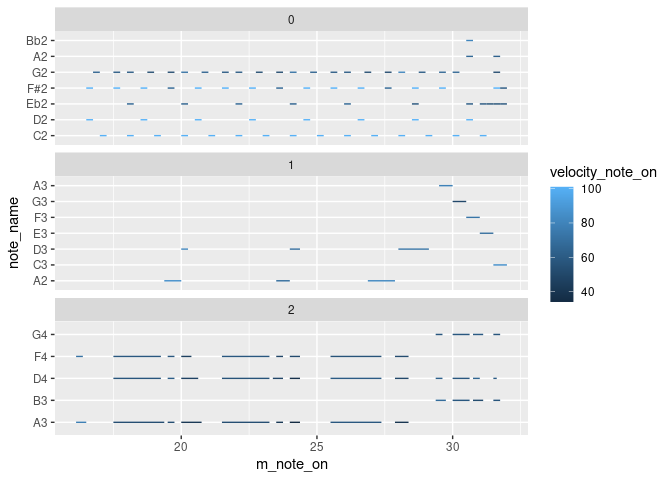 0
Bb2
A2
G2
F#2
Eb2
D2
C2
1
A3
G3
F3
E3
D3
C3
A2
2
G4
F4
D4
B3
A3
20 25 30
m_note_on
note_name
velocity_note_on
100
80
60
40